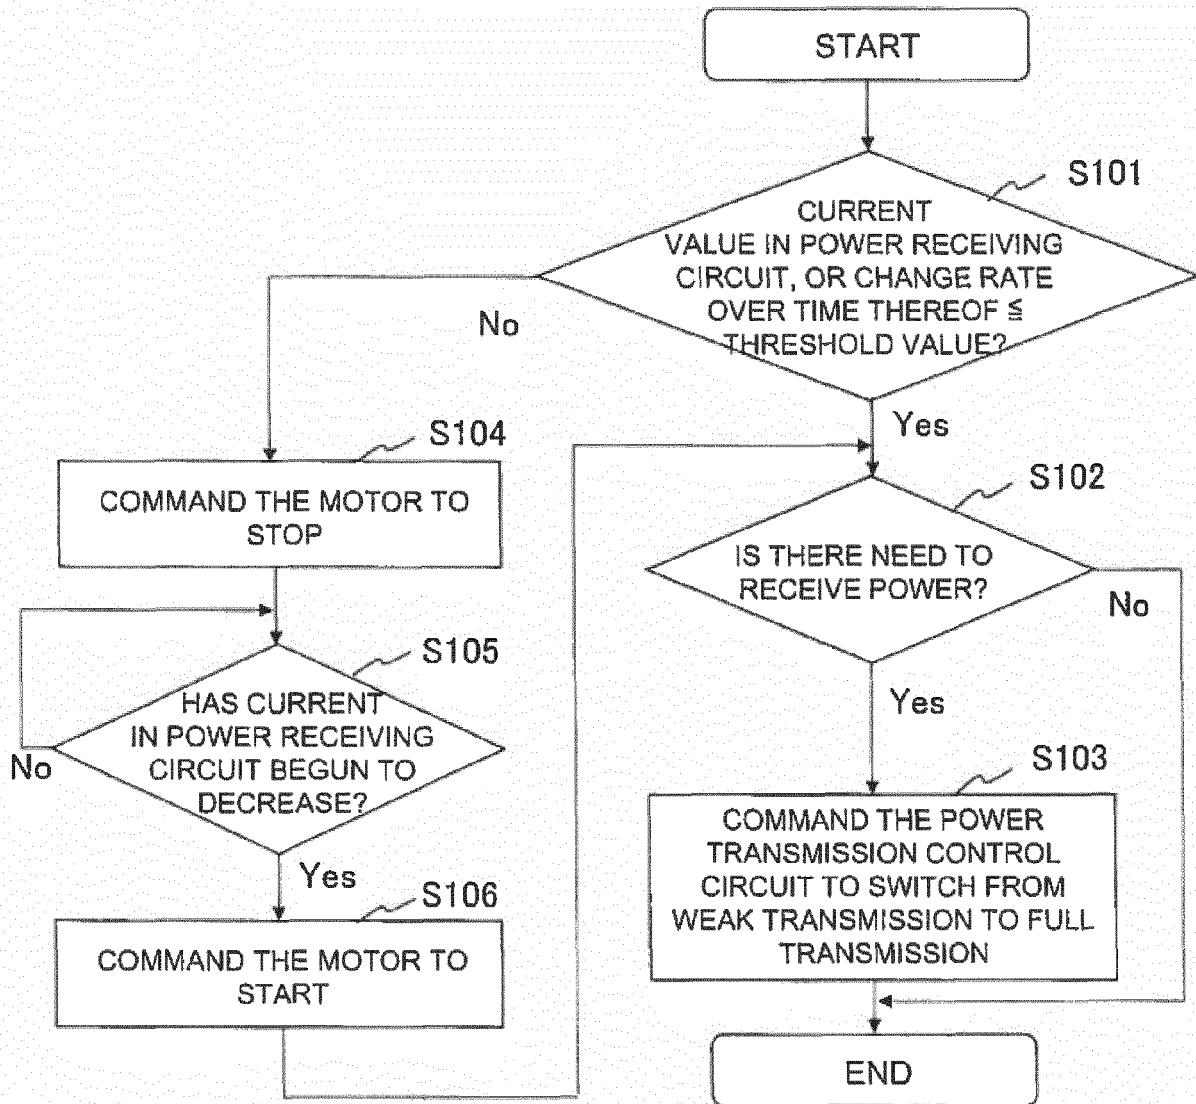 START
S101
CURRENT
VALUE IN POWER RECEIVING
CIRCUIT, OR CHANGE RATE
OVER TIME THEREOF ≦
THRESHOLD VALUE?
No
Yes
S104
COMMAND THE MOTOR TO
STOP
S102
IS THERE NEED TO
RECEIVE POWER?
No
Yes
S105
HAS CURRENT
IN POWER RECEIVING
CIRCUIT BEGUN TO
DECREASE?
No
Yes
S103
COMMAND THE POWER
TRANSMISSION CONTROL
CIRCUIT TO SWITCH FROM
WEAK TRANSMISSION TO FULL
TRANSMISSION
S106
COMMAND THE MOTOR TO
START
END